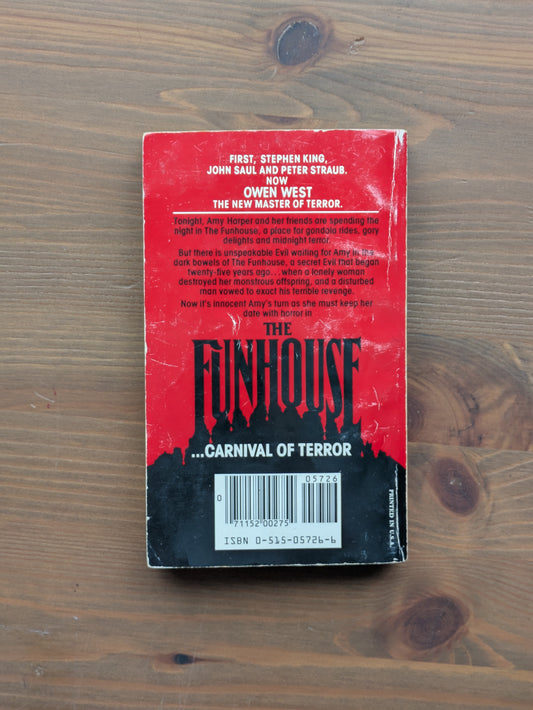 FIRST, STEPHEN KING,
JOHN SAUL AND PETER STRAUB.
NOW
OWEN WEST
THE NEW MASTER OF TERROR.
Tonight, Amy Harper and her friends are spending the
night in The Funhouse, a place for gondola rides, gory
delights and midnight terror.
But there is unspeakable Evil waiting for Amy in the
dark bowels of The Funhouse, a secret Evil that began
twenty-five years ago...when a lonely woman
destroyed her monstrous offspring, and a disturbed
man vowed to exact his terrible revenge.
Now it's innocent Amy's turn as she must keep her
date with horror in
THE
FUNHOUSE
...CARNIVAL OF TERROR
05726
0
71152 00275
ISBN 0-515-05726-6
PRINTED IN U.S.A.